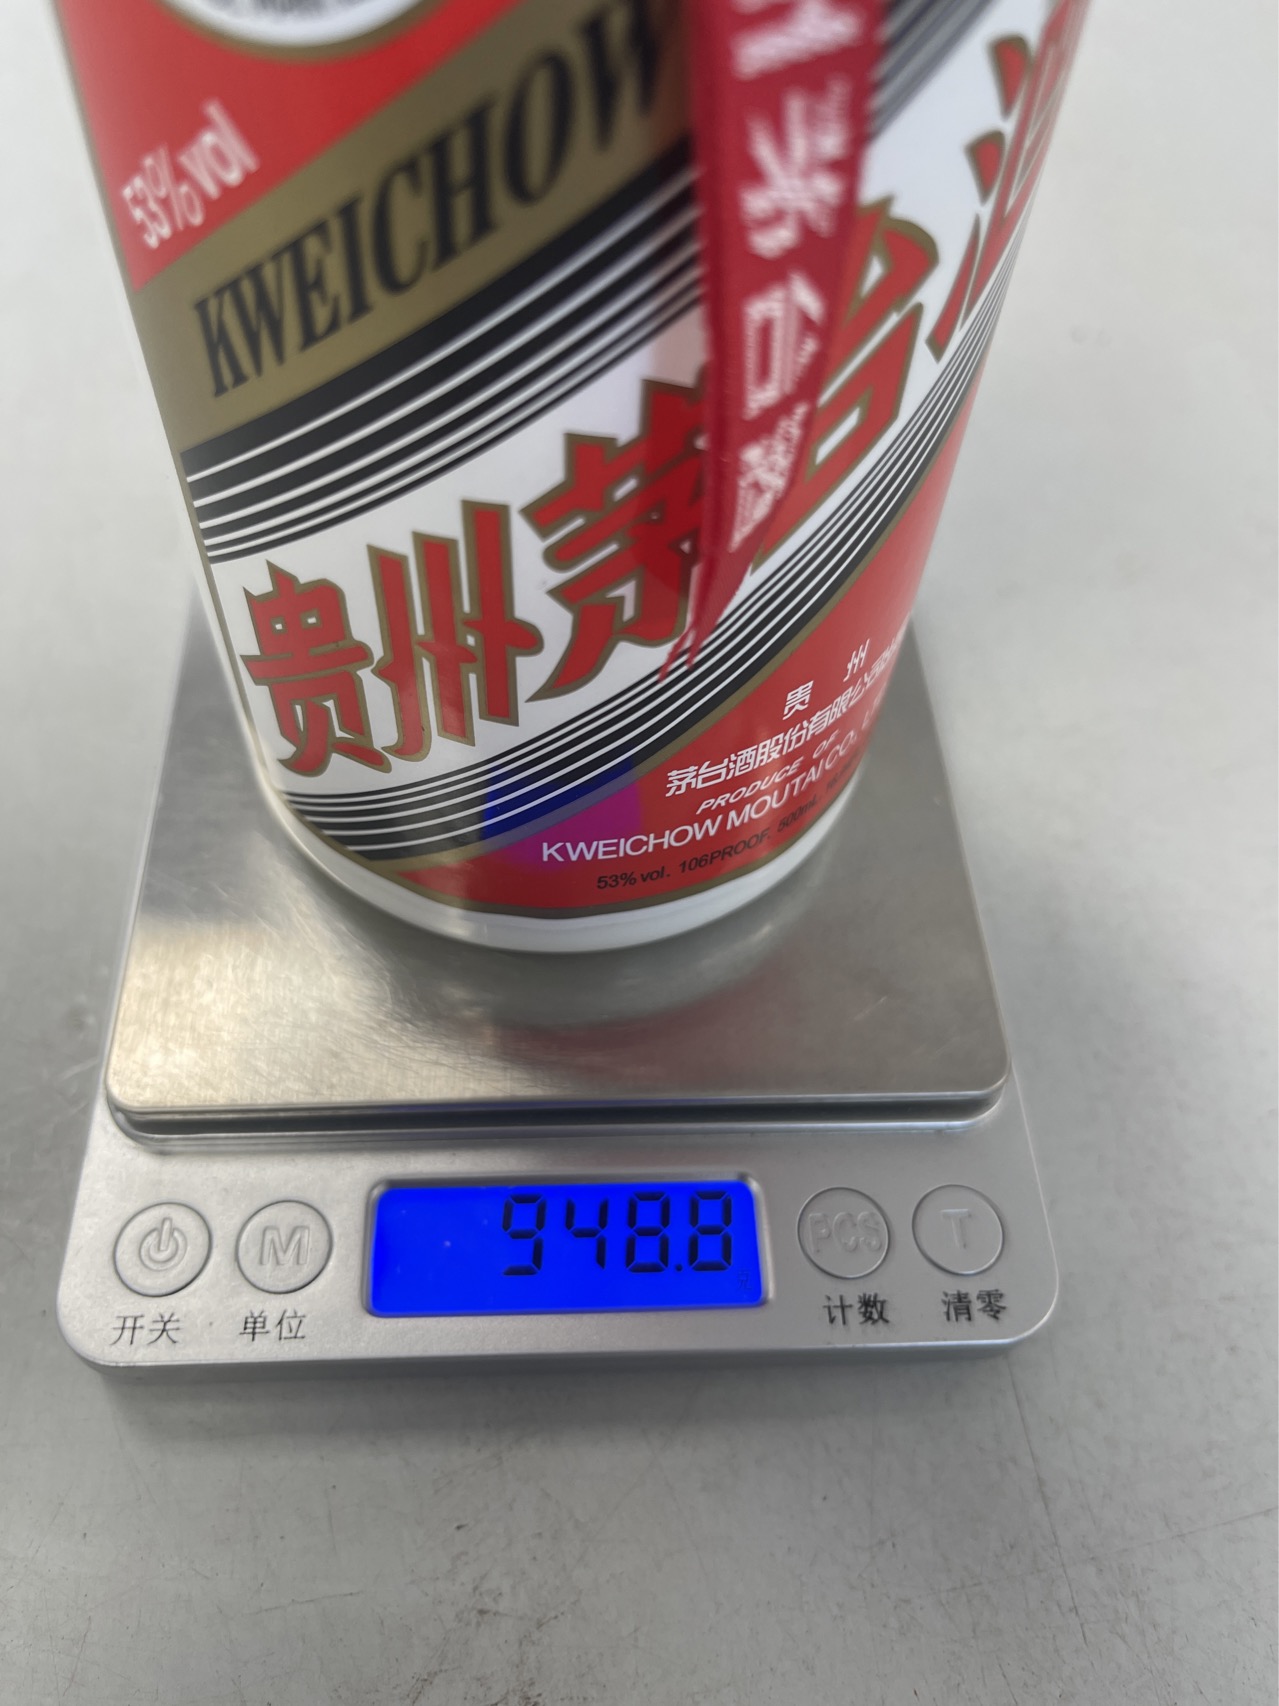 53%vol
KWEICHOW
贵州茅台酒
贵州
茅台酒股份有限公司
PRODUCE OF
KWEICHOW MOUTAI CO.
53% vol. 106PROOF. 500mL
948.8
M
PCS
T
开关
单位
计数
清零